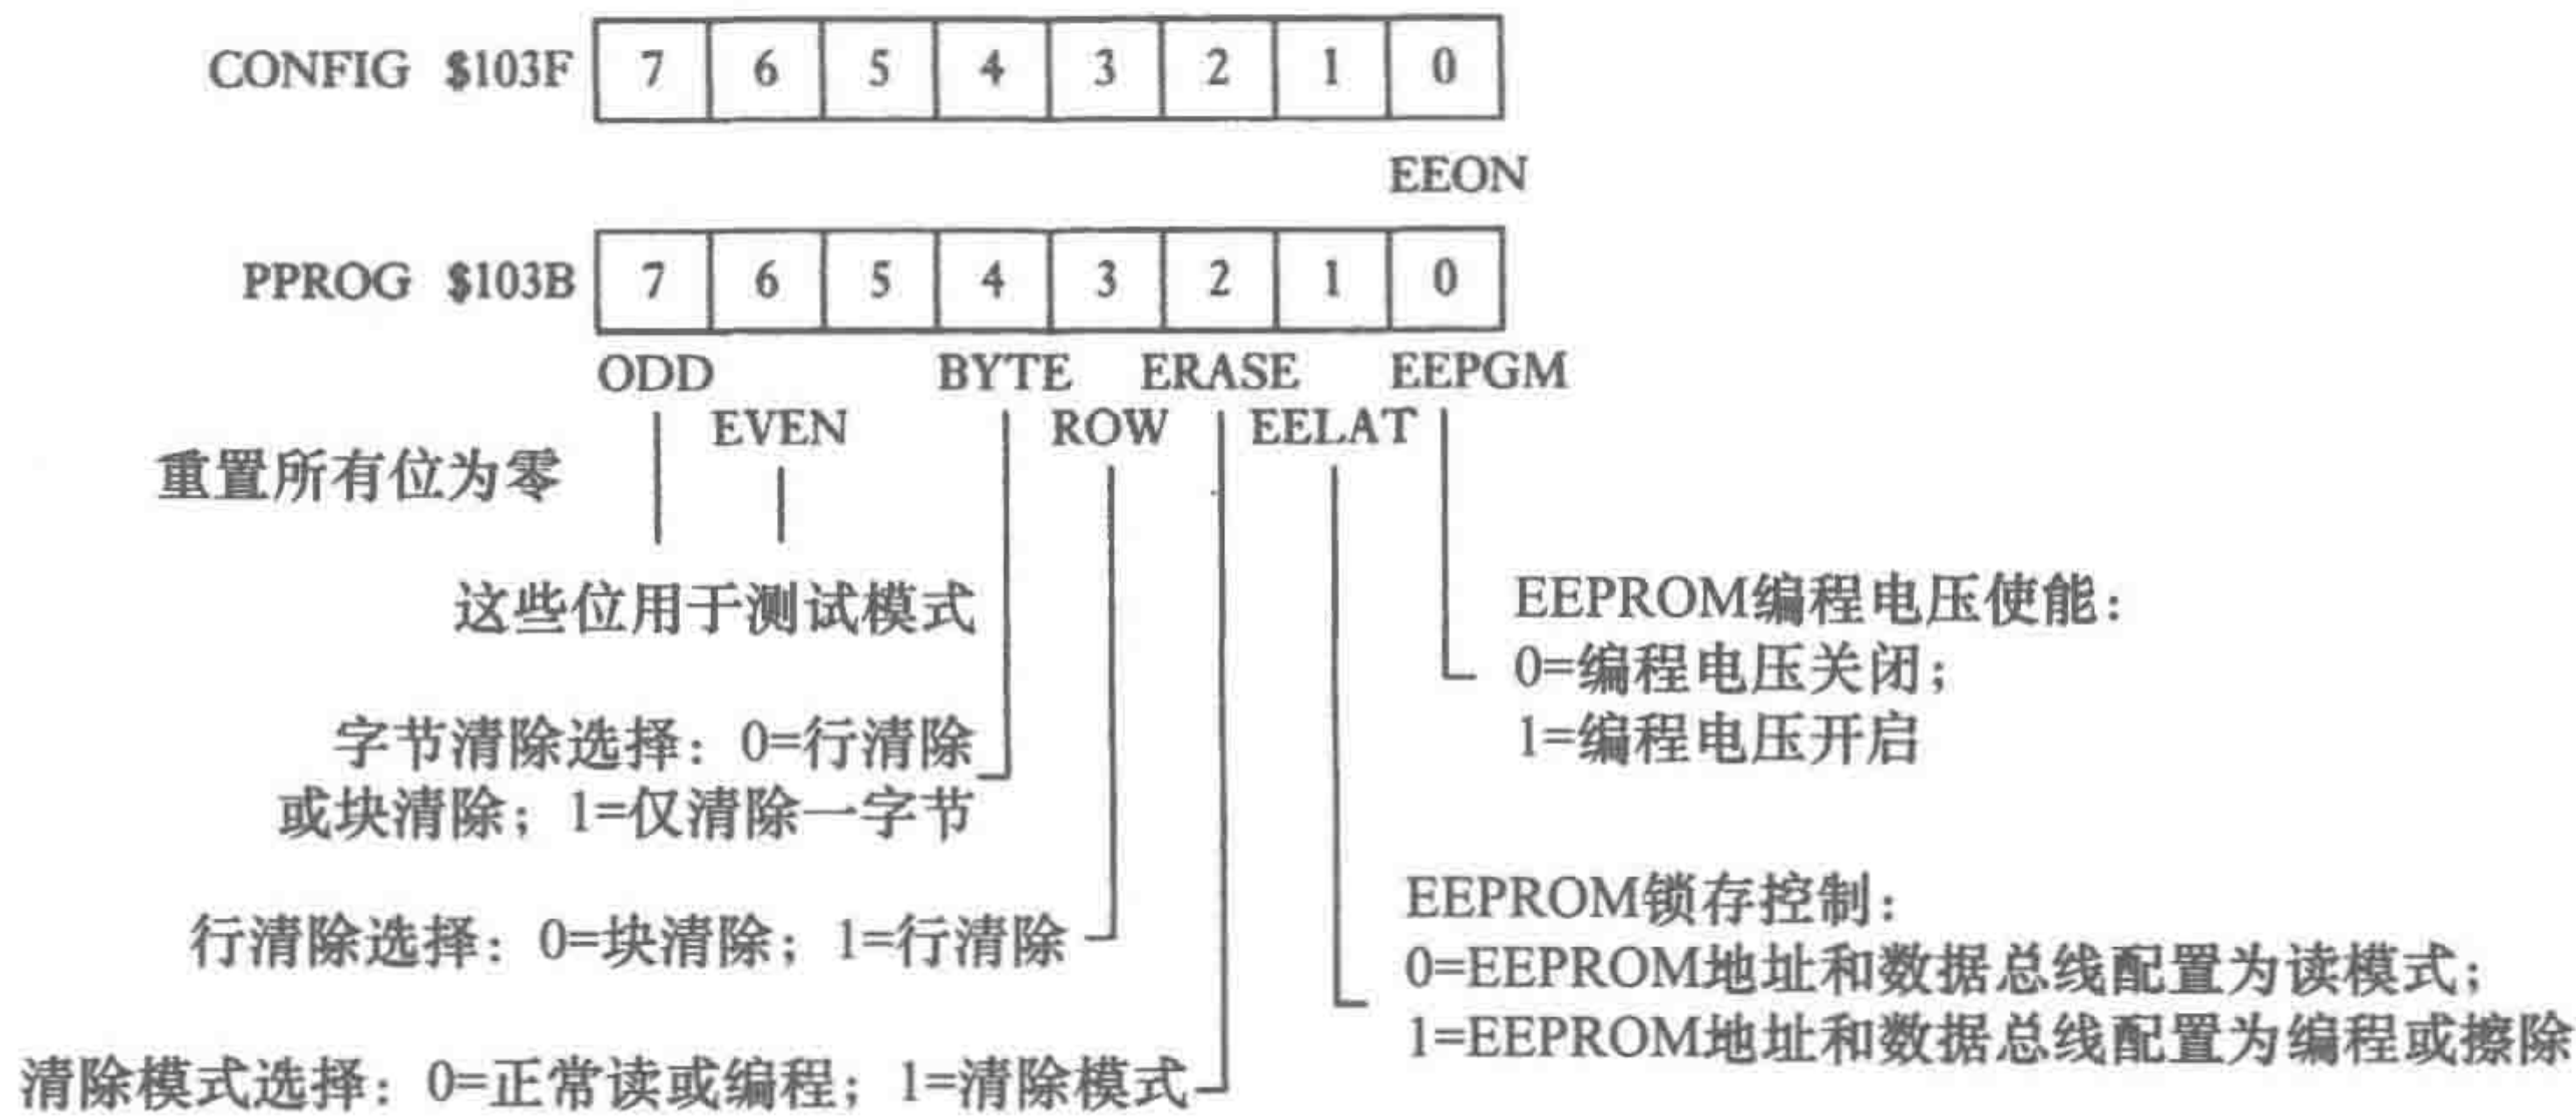 CONFIG $103F 7 6 5 4 3 2 1 0
EEON
PPROG $103B 7 6 5 4 3 2 1 0
ODD BYTE ERASE EEPGM
EVEN ROW EELAT
重置所有位为零
这些位用于测试模式
字节清除选择：0=行清除
或块清除；1=仅清除一字节
行清除选择：0=块清除；1=行清除
清除模式选择：0=正常读或编程；1=清除模式
EEPROM编程电压使能：
0=编程电压关闭；
1=编程电压开启
EEPROM锁存控制：
0=EEPROM地址和数据总线配置为读模式；
1=EEPROM地址和数据总线配置为编程或擦除